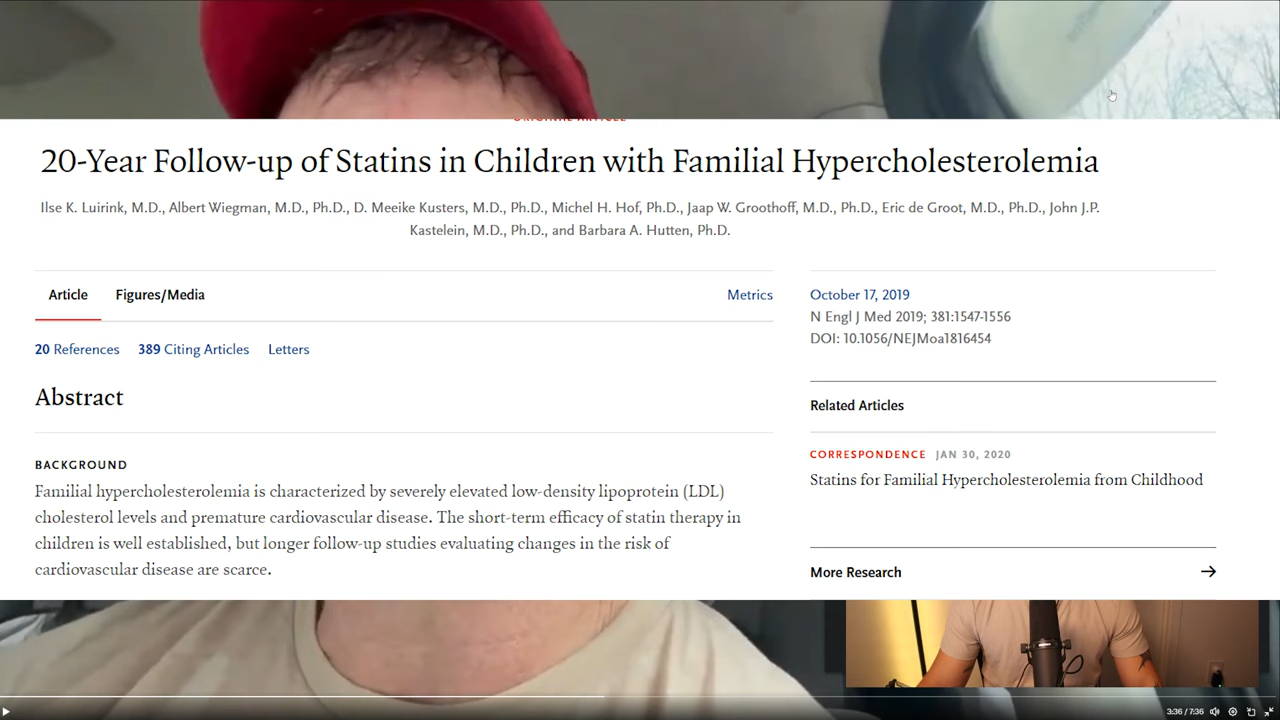 ORIGINAL ARTICLE
20-Year Follow-up of Statins in Children with Familial Hypercholesterolemia
Ilse K. Luirink, M.D., Albert Wiegman, M.D., Ph.D., D. Meeike Kusters, M.D., Ph.D., Michel H. Hof, Ph.D., Jaap W. Groothoff, M.D., Ph.D., Eric de Groot, M.D., Ph.D., John J.P.
Kastelein, M.D., Ph.D., and Barbara A. Hutten, Ph.D.
Article
Figures/Media
Metrics
20 References
389 Citing Articles
Letters
Abstract
BACKGROUND
Familial hypercholesterolemia is characterized by severely elevated low-density lipoprotein (LDL)
cholesterol levels and premature cardiovascular disease. The short-term efficacy of statin therapy in
children is well established, but longer follow-up studies evaluating changes in the risk of
cardiovascular disease are scarce.
October 17, 2019
N Engl J Med 2019; 381:1547-1556
DOI: 10.1056/NEJMoa1816454
Related Articles
CORRESPONDENCE JAN 30, 2020
Statins for Familial Hypercholesterolemia from Childhood
More Research
3:36 / 7:36